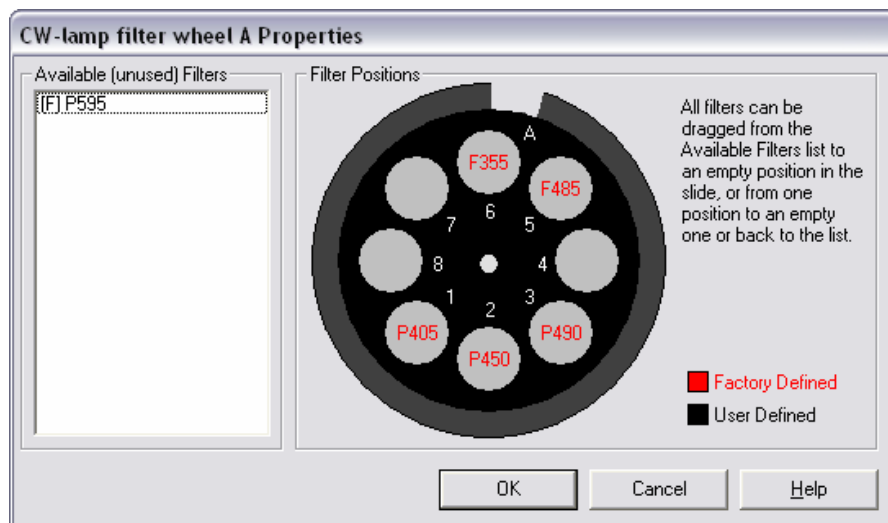 CW-lamp filter wheel A Properties
Available (unused) Filters
(F) P595
Filter Positions
A
F355
F485
6
7
5
8
4
1
3
2
P405
P490
P450
All filters can be
dragged from the
Available Filters list to
an empty position in the
slide, or from one
position to an empty
one or back to the list.
Factory Defined
User Defined
OK
Cancel
Help